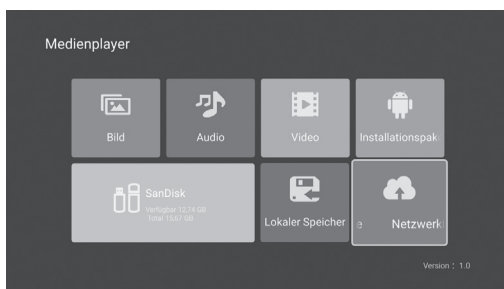 Medienplayer
Bild
Audio
Video
Installationspak
SanDisk
Verfügbar 12,74 GB
Total 13,67 GB
Lokaler Speicher
e Netzwerk
Version : 1.0